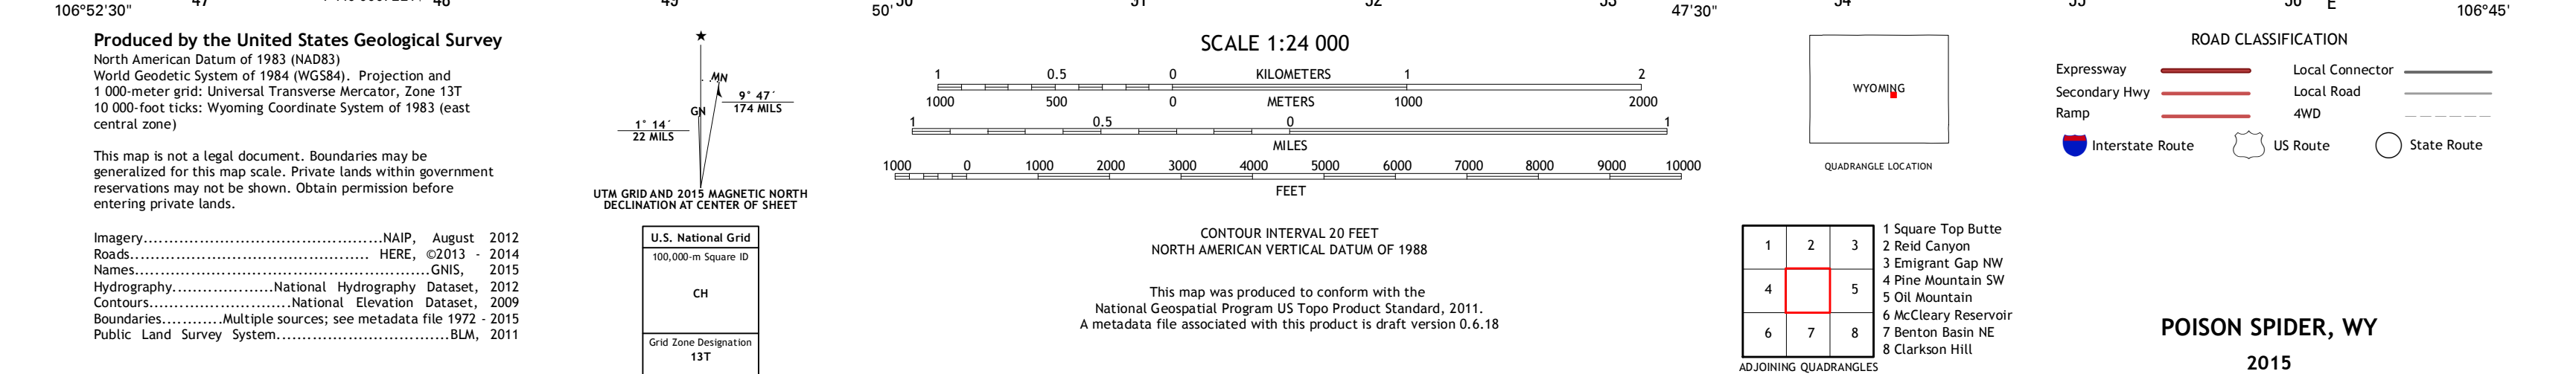 106°52'30"
47
48
49
50'
50
51
52
53
47'30"
54
55
56
E
106°45'
Produced by the United States Geological Survey
North American Datum of 1983 (NAD83)
World Geodetic System of 1984 (WGS84). Projection and
1 000-meter grid: Universal Transverse Mercator, Zone 13T
10 000-foot ticks: Wyoming Coordinate System of 1983 (east
central zone)
This map is not a legal document. Boundaries may be
generalized for this map scale. Private lands within government
reservations may not be shown. Obtain permission before
entering private lands.
Imagery..............................................NAIP, August 2012
Roads.............................................. HERE, ©2013 - 2014
Names......................................................GNIS, 2015
Hydrography....................National Hydrography Dataset, 2012
Contours...........................National Elevation Dataset, 2009
Boundaries...........Multiple sources; see metadata file 1972 - 2015
Public Land Survey System.................................BLM, 2011
MN
GN
9° 47´
174 MILS
1° 14´
22 MILS
UTM GRID AND 2015 MAGNETIC NORTH
DECLINATION AT CENTER OF SHEET
U.S. National Grid
100,000-m Square ID
CH
Grid Zone Designation
13T
SCALE 1:24 000
1 0.5 0 KILOMETERS 1 2
1000 500 0 METERS 1000 2000
1 0.5 0 1
MILES
1000 0 1000 2000 3000 4000 5000 6000 7000 8000 9000 10000
FEET
CONTOUR INTERVAL 20 FEET
NORTH AMERICAN VERTICAL DATUM OF 1988
This map was produced to conform with the
National Geospatial Program US Topo Product Standard, 2011.
A metadata file associated with this product is draft version 0.6.18
WYOMING
QUADRANGLE LOCATION
1 2 3
4 5
6 7 8
ADJOINING QUADRANGLES
1 Square Top Butte
2 Reid Canyon
3 Emigrant Gap NW
4 Pine Mountain SW
5 Oil Mountain
6 McCleary Reservoir
7 Benton Basin NE
8 Clarkson Hill
ROAD CLASSIFICATION
Expressway
Local Connector
Secondary Hwy
Local Road
Ramp
4WD
Interstate Route
US Route
State Route
POISON SPIDER, WY
2015